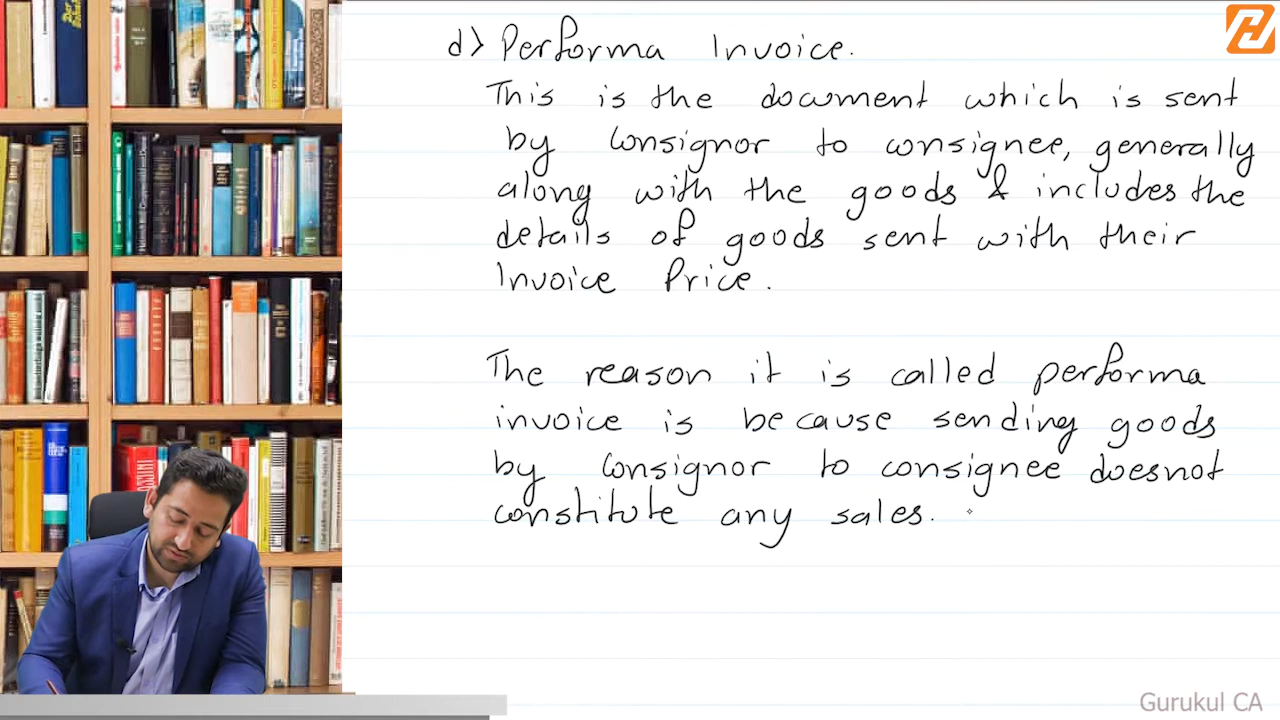 d) Performa Invoice.
This is the document which is sent
by Consignor to consignee, generally
along with the goods & includes the
details of goods sent with their
Invoice Price.
The reason it is called performa
invoice is because sending goods
by Consignor to consignee doesnot
constitute any sales.
Gurukul CA